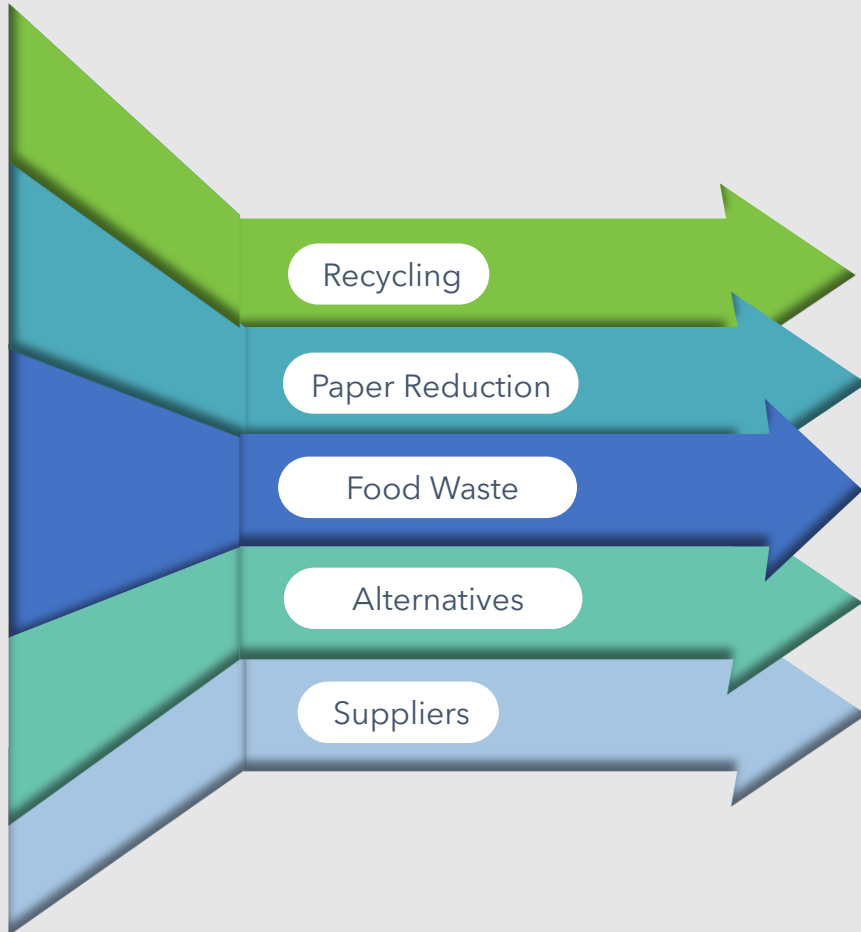 Recycling
Paper Reduction
Food Waste
Alternatives
Suppliers